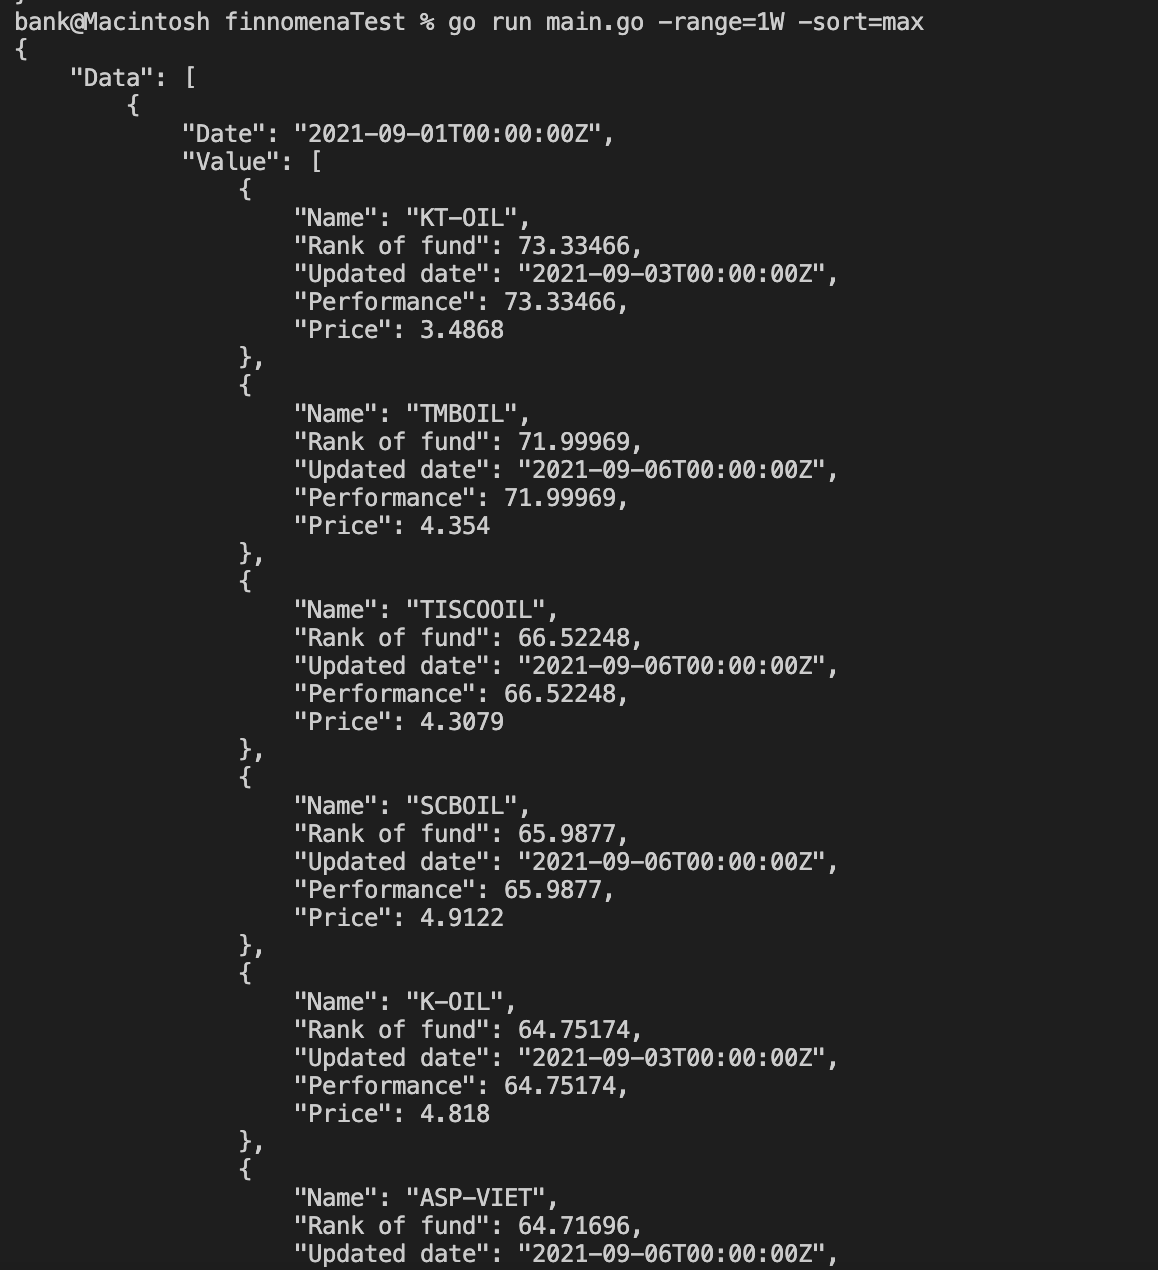 bank@Macintosh finnomenaTest % go run main.go -range=1W -sort=max
{
    "Data": [
        {
            "Date": "2021-09-01T00:00:00Z",
            "Value": [
                {
                    "Name": "KT-OIL",
                    "Rank of fund": 73.33466,
                    "Updated date": "2021-09-03T00:00:00Z",
                    "Performance": 73.33466,
                    "Price": 3.4868
                },
                {
                    "Name": "TMBOIL",
                    "Rank of fund": 71.99969,
                    "Updated date": "2021-09-06T00:00:00Z",
                    "Performance": 71.99969,
                    "Price": 4.354
                },
                {
                    "Name": "TISCOOIL",
                    "Rank of fund": 66.52248,
                    "Updated date": "2021-09-06T00:00:00Z",
                    "Performance": 66.52248,
                    "Price": 4.3079
                },
                {
                    "Name": "SCBOIL",
                    "Rank of fund": 65.9877,
                    "Updated date": "2021-09-06T00:00:00Z",
                    "Performance": 65.9877,
                    "Price": 4.9122
                },
                {
                    "Name": "K-OIL",
                    "Rank of fund": 64.75174,
                    "Updated date": "2021-09-03T00:00:00Z",
                    "Performance": 64.75174,
                    "Price": 4.818
                },
                {
                    "Name": "ASP-VIET",
                    "Rank of fund": 64.71696,
                    "Updated date": "2021-09-06T00:00:00Z",